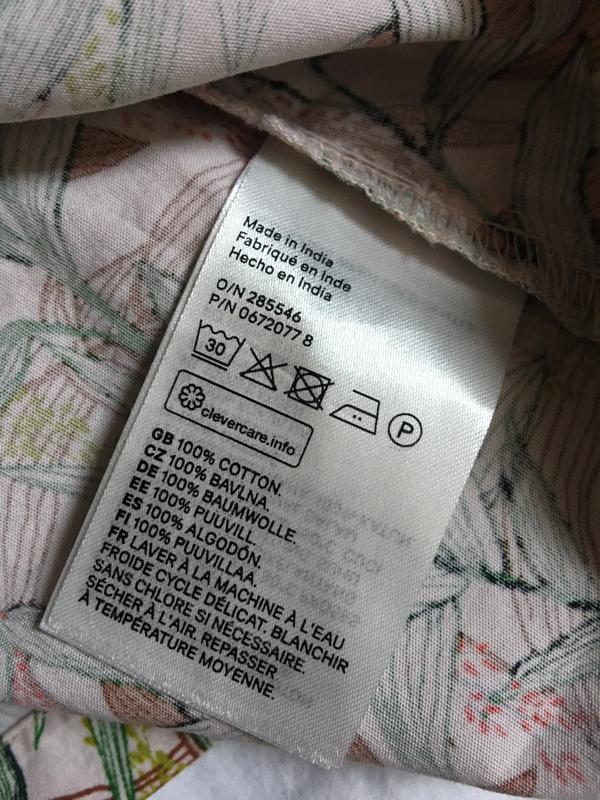 Made in India
Fabriqué en Inde
Hecho en India
O/N 285546
P/N 0672077 8
30
P
clevercare.info
GB 100% COTTON.
CZ 100% BAVLNA.
DE 100% BAUMWOLLE.
EE 100% PUUVILL.
ES 100% ALGODÓN.
FI 100% PUUVILLAA.
FR LAVER À LA MACHINE À L'EAU
FROIDE CYCLE DÉLICAT. BLANCHIR
SANS CHLORE SI NÉCESSAIRE.
SÉCHER À L'AIR. REPASSER
À TEMPÉRATURE MOYENNE.